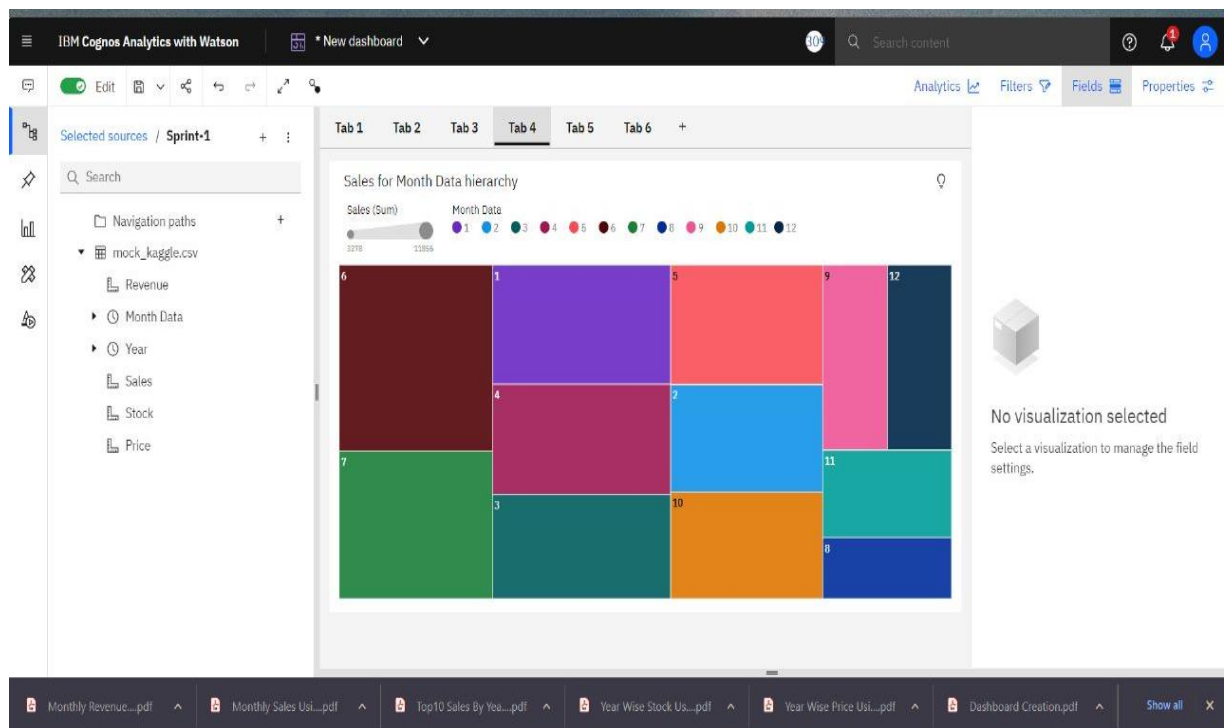 IBM Cognos Analytics with Watson
* New dashboard
Search content
1
Edit
Analytics
Filters
Fields
Properties
Selected sources / Sprint-1
Search
Navigation paths
mock_kaggle.csv
Revenue
Month Data
Year
Sales
Stock
Price
Tab 1 Tab 2 Tab 3 Tab 4 Tab 5 Tab 6 +
Sales for Month Data hierarchy
Sales (Sum)
3278 11856
Month Data
1 2 3 4 5 6 7 8 9 10 11 12
6 1 5 9 12
4 2
7 11
3 10
8
No visualization selected
Select a visualization to manage the field
settings.
Monthly Revenue....pdf
Monthly Sales Usi....pdf
Top10 Sales By Yea....pdf
Year Wise Stock Us....pdf
Year Wise Price Usi....pdf
Dashboard Creation.pdf
Show all X